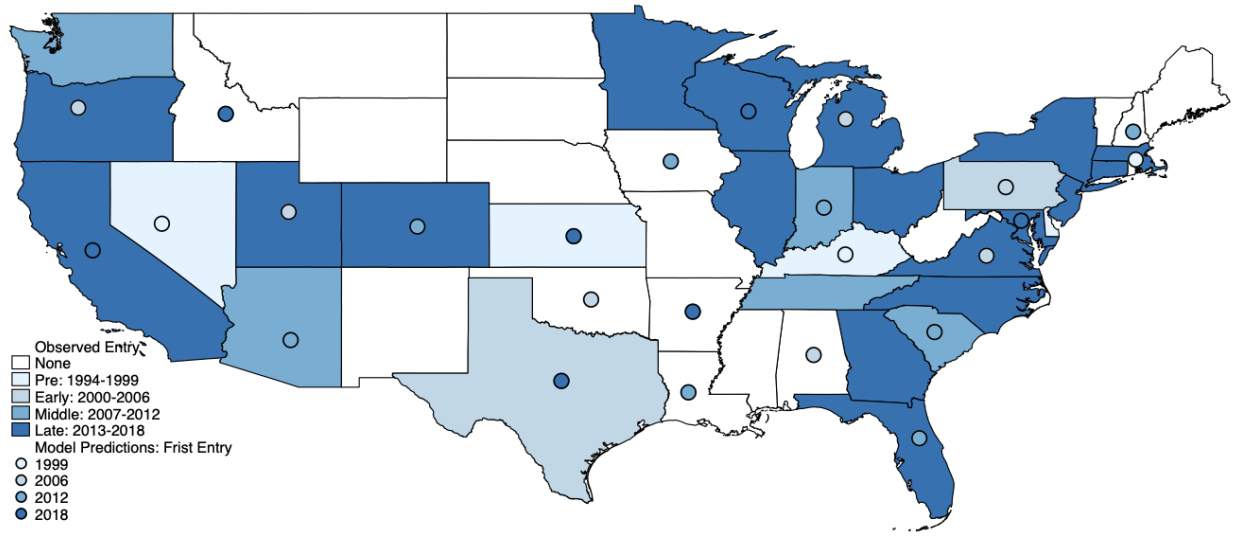 Observed Entry
None
Pre: 1994-1999
Early: 2000-2006
Middle: 2007-2012
Late: 2013-2018
Model Predictions: Frist Entry
1999
2006
2012
2018